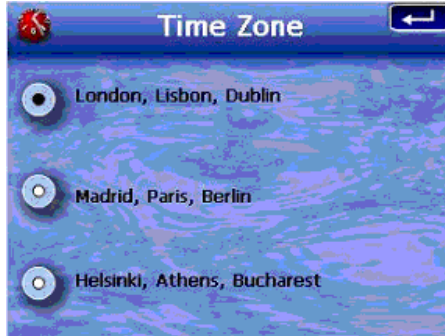 Time Zone
London, Lisbon, Dublin
Madrid, Paris, Berlin
Helsinki, Athens, Bucharest